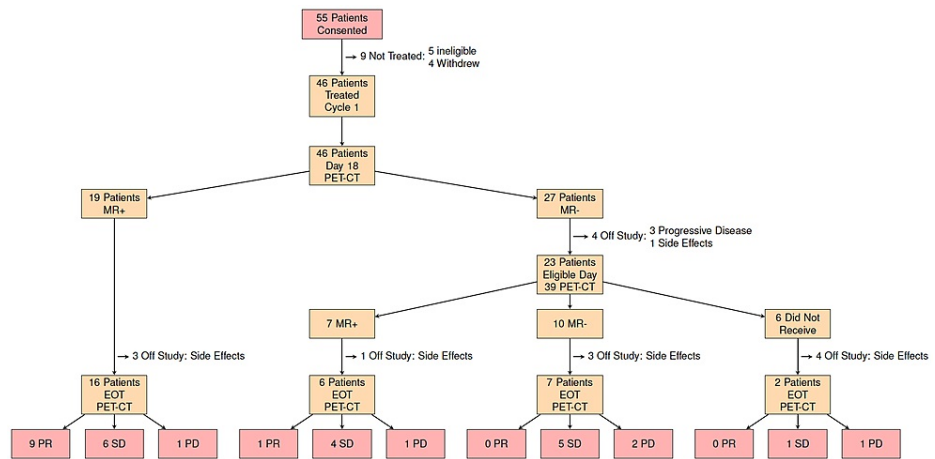 55 Patients
Consented
9 Not Treated: 5 ineligible
4 Withdrew
46 Patients
Treated
Cycle 1
46 Patients
Day 18
PET-CT
19 Patients
MR+
27 Patients
MR-
4 Off Study: 3 Progressive Disease
1 Side Effects
23 Patients
Eligible Day
39 PET-CT
7 MR+
10 MR-
6 Did Not
Receive
3 Off Study: Side Effects
1 Off Study: Side Effects
3 Off Study: Side Effects
4 Off Study: Side Effects
16 Patients
EOT
PET-CT
6 Patients
EOT
PET-CT
7 Patients
EOT
PET-CT
2 Patients
EOT
PET-CT
9 PR
6 SD
1 PD
1 PR
4 SD
1 PD
0 PR
5 SD
2 PD
0 PR
1 SD
1 PD